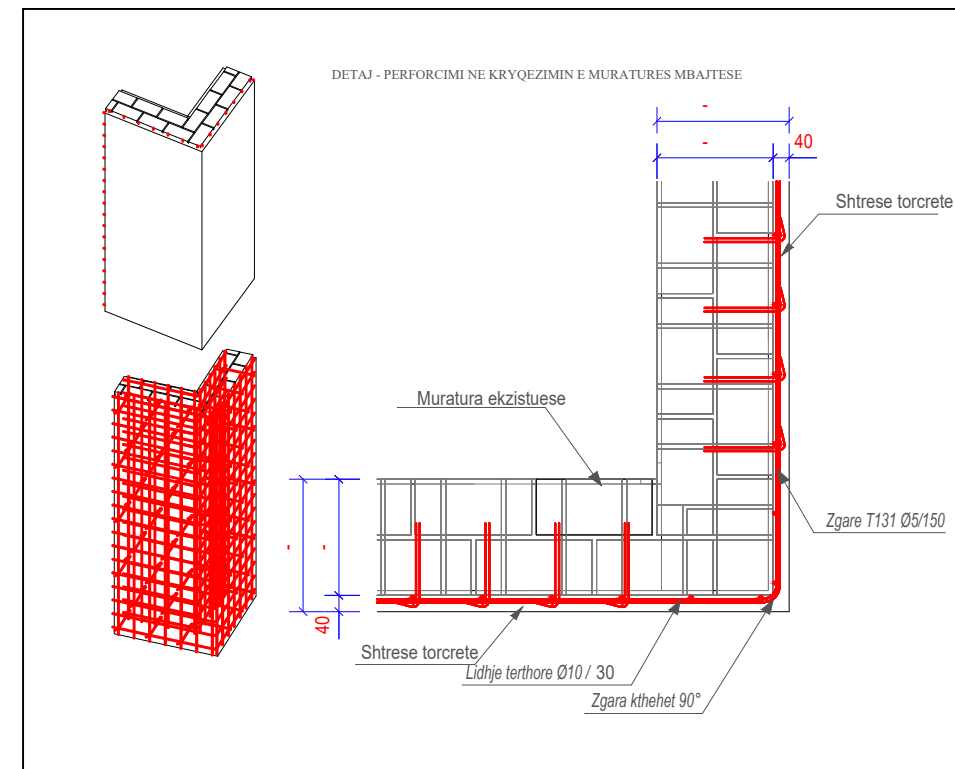 DETAJ - PERFORCIMI NE KRYQEZIMIN E MURATURES MBAJTESE
-
-
40
Shtrese torcrete
Muratura ekzistuese
Zgare T131 Ø5/150
-
-
40
Shtrese torcrete
Lidhje terthore Ø10 / 30
Zgara kthehet 90°